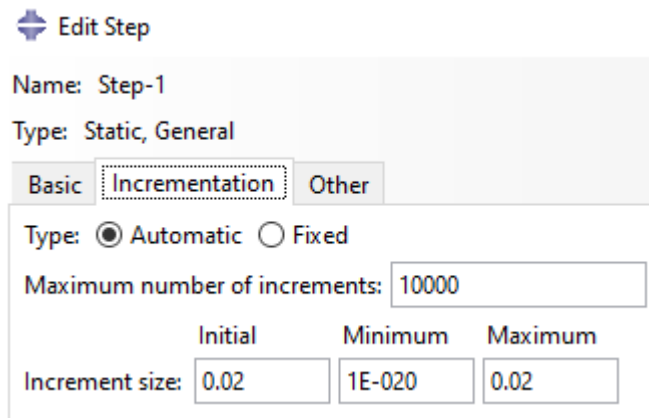 Edit Step
Name: Step-1
Type: Static, General
Basic Incrementation Other
Type: Automatic Fixed
Maximum number of increments: 10000
Initial Minimum Maximum
Increment size: 0.02 1E-020 0.02